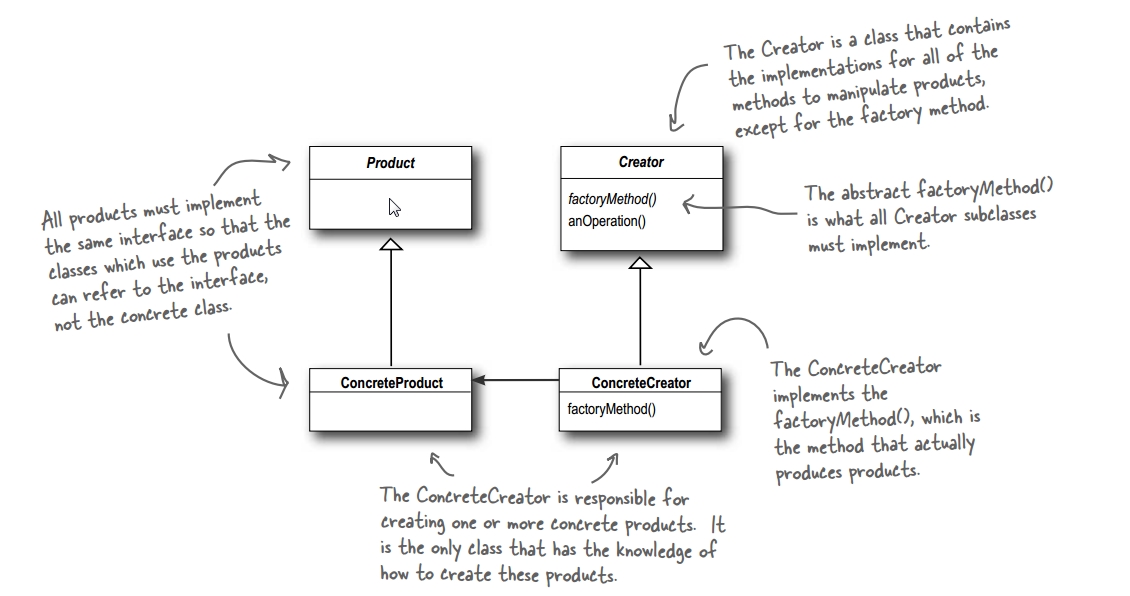 The Creator is a class that contains
the implementations for all of the
methods to manipulate products,
except for the factory method.
Product
Creator
factoryMethod()
anOperation()
The abstract factoryMethod()
is what all Creator subclasses
must implement.
All products must implement
the same interface so that the
classes which use the products
can refer to the interface,
not the concrete class.
ConcreteProduct
ConcreteCreator
factoryMethod()
The ConcreteCreator
implements the
factoryMethod(), which is
the method that actually
produces products.
The ConcreteCreator is responsible for
creating one or more concrete products. It
is the only class that has the knowledge of
how to create these products.